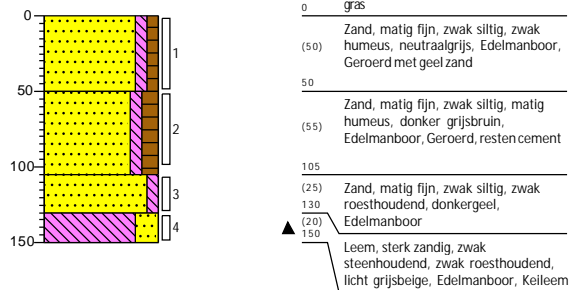 0
50
100
150
1
2
3
4
0 gras
(50) Zand, matig fijn, zwak siltig, zwak
humeus, neutraalgrijs, Edelmanboor,
Geroerd met geel zand
50
(55) Zand, matig fijn, zwak siltig, matig
humeus, donker grijsbruin,
Edelmanboor, Geroerd, resten cement
105
(25) Zand, matig fijn, zwak siltig, zwak
130 roesthoudend, donkergeel,
(20) Edelmanboor
150
Leem, sterk zandig, zwak
steenhoudend, zwak roesthoudend,
licht grijsbeige, Edelmanboor, Keileem